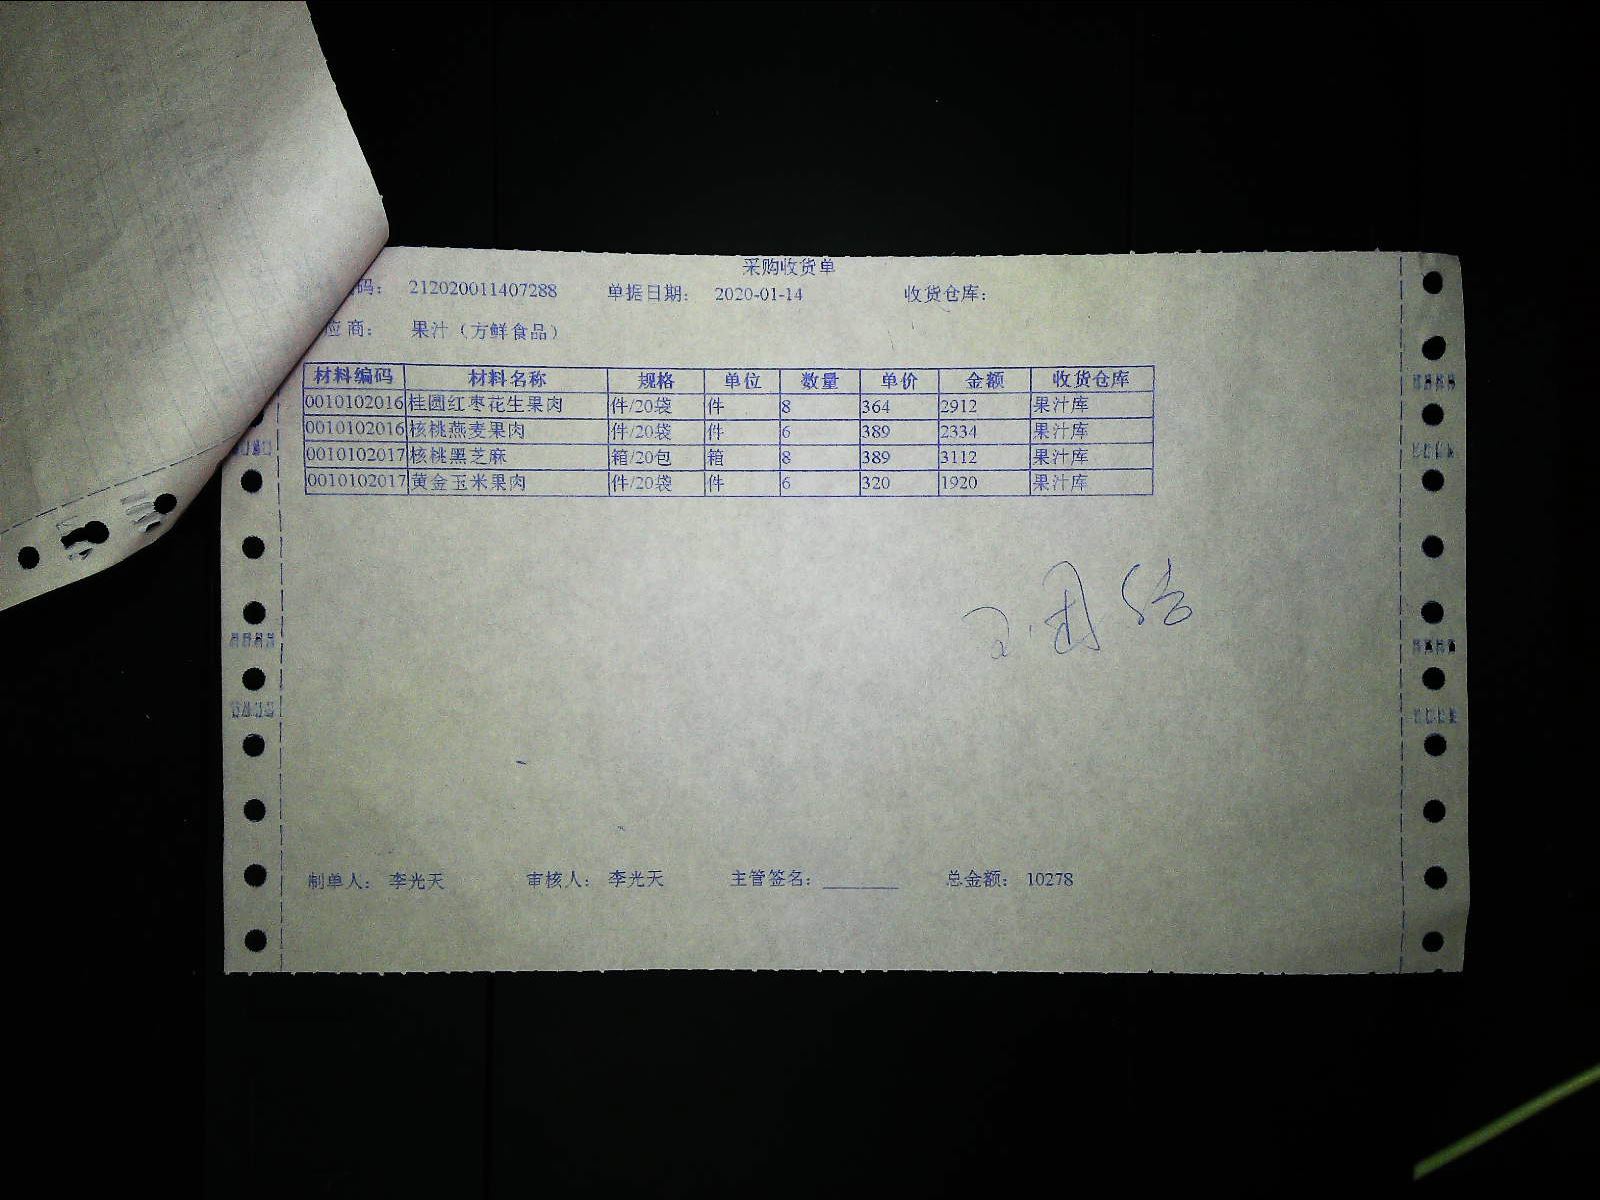 采购收货单
码： 212020011407288 单据日期： 2020-01-14 收货仓库：
应商： 果汁（方鲜食品）
材料编码 材料名称 规格 单位 数量 单价 金额 收货仓库
0010102016 桂圆红枣花生果肉 件/20袋 件 8 364 2912 果汁库
0010102016 核桃燕麦果肉 件/20袋 件 6 389 2334 果汁库
0010102017 核桃黑芝麻 箱/20包 箱 8 389 3112 果汁库
0010102017 黄金玉米果肉 件/20袋 件 6 320 1920 果汁库
制单人： 李光天 审核人： 李光天 主管签名：________ 总金额： 10278